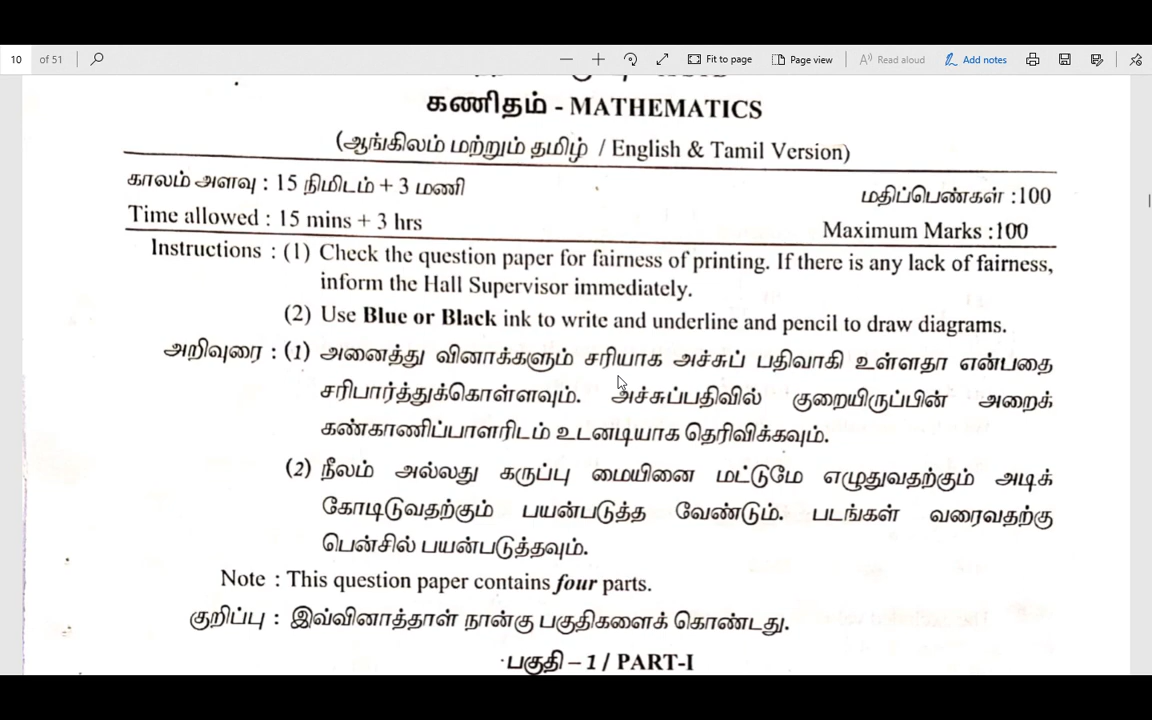 10 of 51 Fit to page Page view Read aloud Add notes
கணிதம் - MATHEMATICS
(ஆங்கிலம் மற்றும் தமிழ் / English & Tamil Version)
காலம் அளவு : 15 நிமிடம் + 3 மணி மதிப்பெண்கள் :100
Time allowed : 15 mins + 3 hrs Maximum Marks :100
Instructions : (1) Check the question paper for fairness of printing. If there is any lack of fairness,
inform the Hall Supervisor immediately.
(2) Use Blue or Black ink to write and underline and pencil to draw diagrams.
அறிவுரை : (1) அனைத்து வினாக்களும் சரியாக அச்சுப் பதிவாகி உள்ளதா என்பதை
சரிபார்த்துக்கொள்ளவும். அச்சுப்பதிவில் குறையிருப்பின் அறைக்
கண்காணிப்பாளரிடம் உடனடியாக தெரிவிக்கவும்.
(2) நீலம் அல்லது கருப்பு மையினை மட்டுமே எழுதுவதற்கும் அடிக்
கோடிடுவதற்கும் பயன்படுத்த வேண்டும். படங்கள் வரைவதற்கு
பென்சில் பயன்படுத்தவும்.
Note : This question paper contains four parts.
குறிப்பு : இவ்வினாத்தாள் நான்கு பகுதிகளைக் கொண்டது.
பகுதி – 1 / PART-I